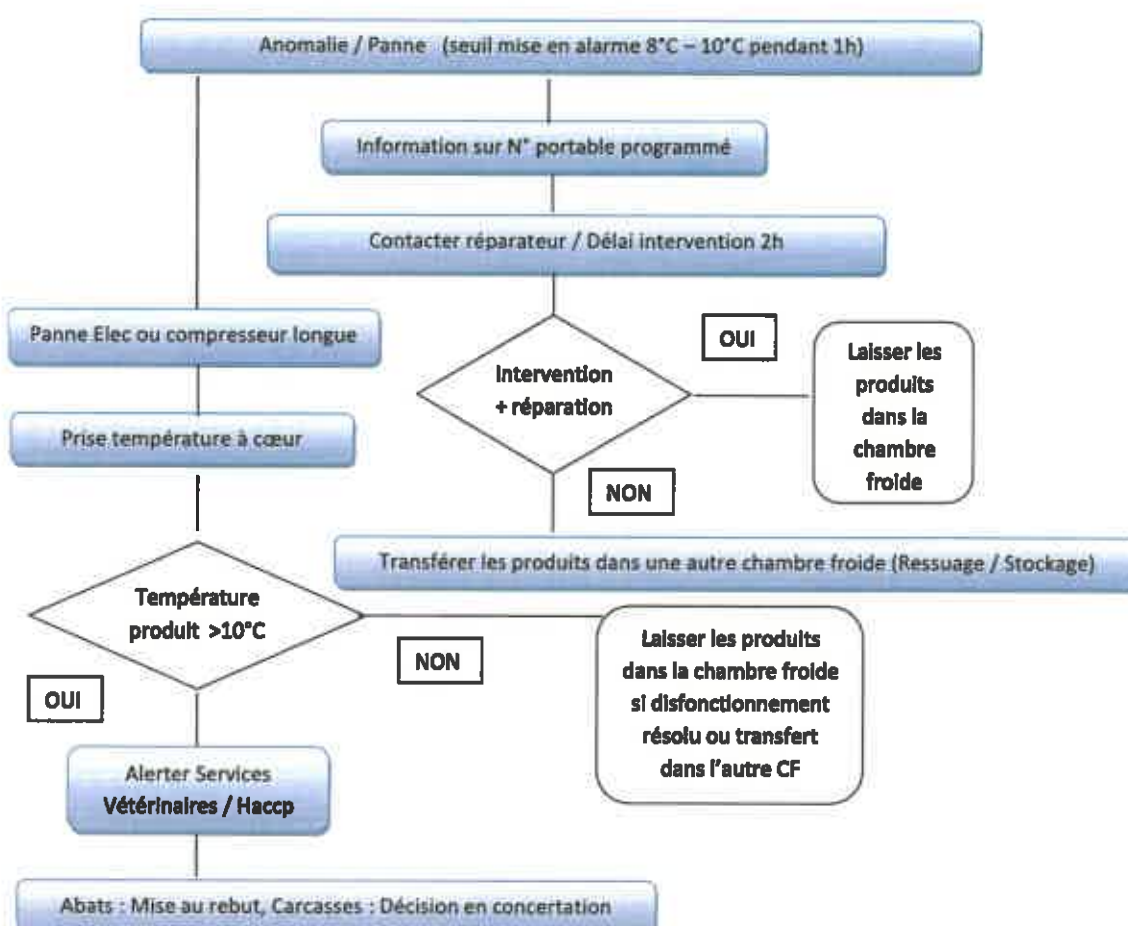 Anomalie / Panne (seuil mise en alarme 8°C – 10°C pendant 1h)
Information sur N° portable programmé
Contacter réparateur / Délai intervention 2h
Panne Elec ou compresseur longue
Intervention
+ réparation
OUI
Laisser les
produits
dans la
chambre
froide
Prise température à cœur
NON
Transférer les produits dans une autre chambre froide (Ressuage / Stockage)
Température
produit >10°C
NON
Laisser les produits
dans la chambre froide
si disfonctionnement
résolu ou transfert
dans l'autre CF
OUI
Alerter Services
Vétérinaires / Haccp
Abats : Mise au rebut, Carcasses : Décision en concertation